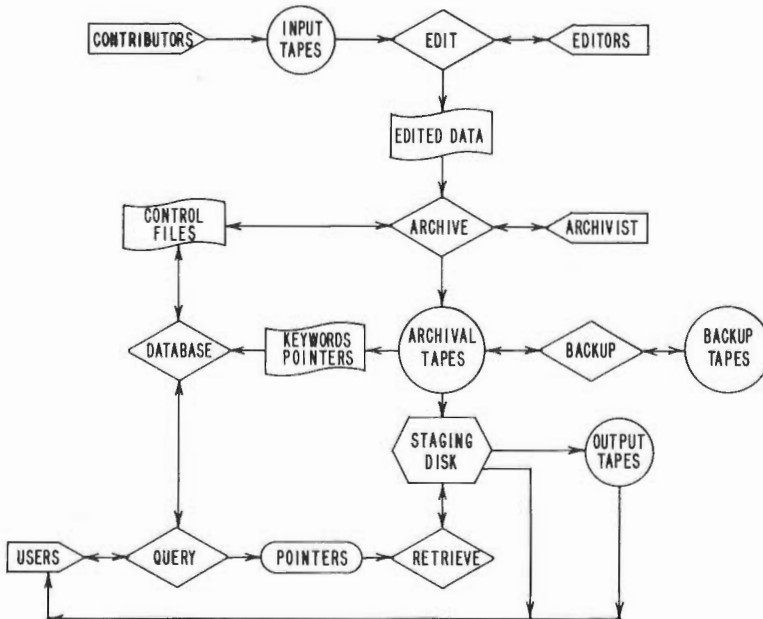 CONTRIBUTORS
INPUT
TAPES
EDIT
EDITORS
EDITED DATA
CONTROL
FILES
ARCHIVE
ARCHIVIST
DATABASE
KEYWORDS
POINTERS
ARCHIVAL
TAPES
BACKUP
BACKUP
TAPES
STAGING
DISK
OUTPUT
TAPES
USERS
QUERY
POINTERS
RETRIEVE